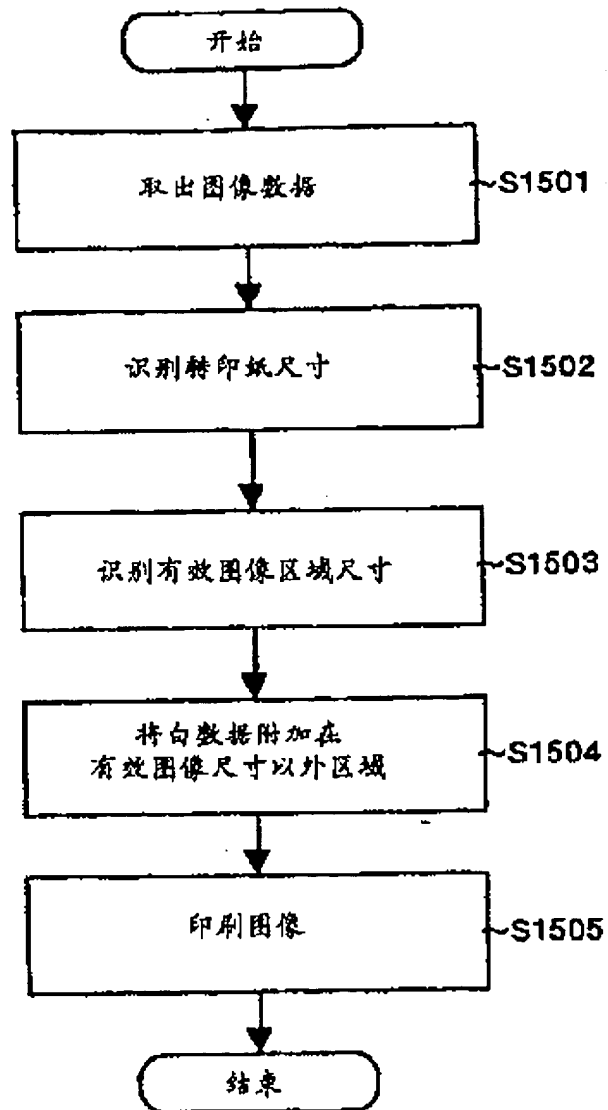 开始
取出图像数据
~S1501
识别转印纸尺寸
~S1502
识别有效图像区域尺寸
~S1503
将白数据附加在
有效图像尺寸以外区域
~S1504
印刷图像
~S1505
结束